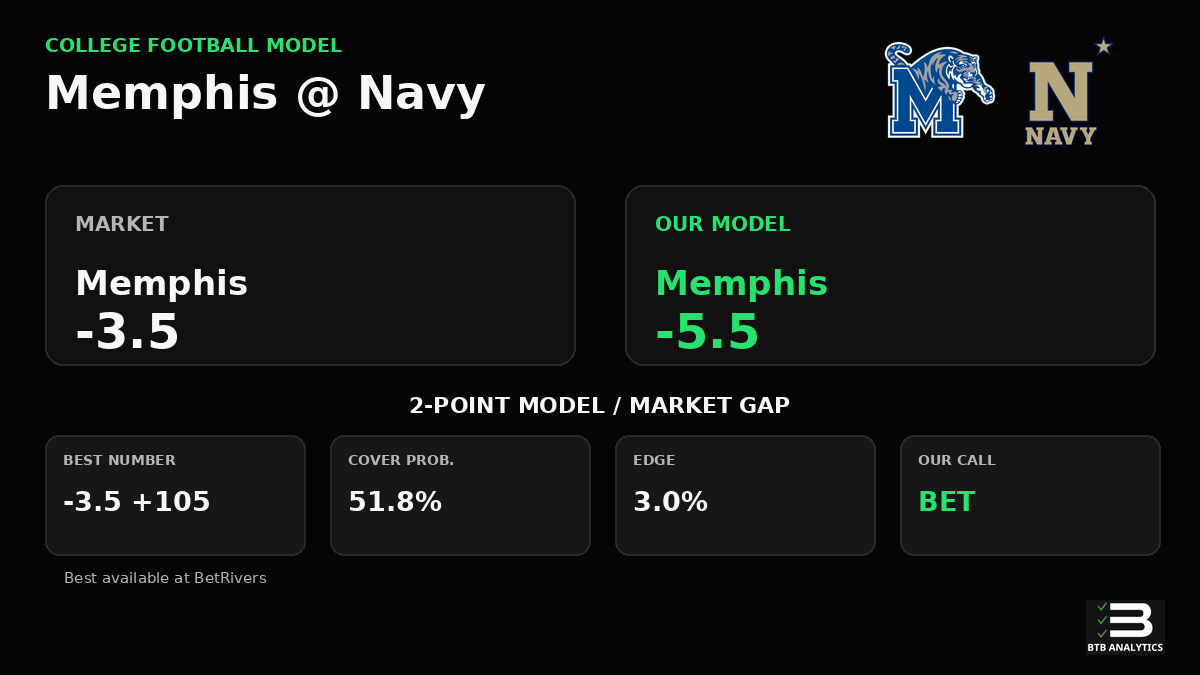 COLLEGE FOOTBALL MODEL
Memphis @ Navy
M
N
NAVY
MARKET
Memphis
-3.5
OUR MODEL
Memphis
-5.5
2-POINT MODEL / MARKET GAP
BEST NUMBER
-3.5 +105
COVER PROB.
51.8%
EDGE
3.0%
OUR CALL
BET
Best available at BetRivers
B
BTB ANALYTICS